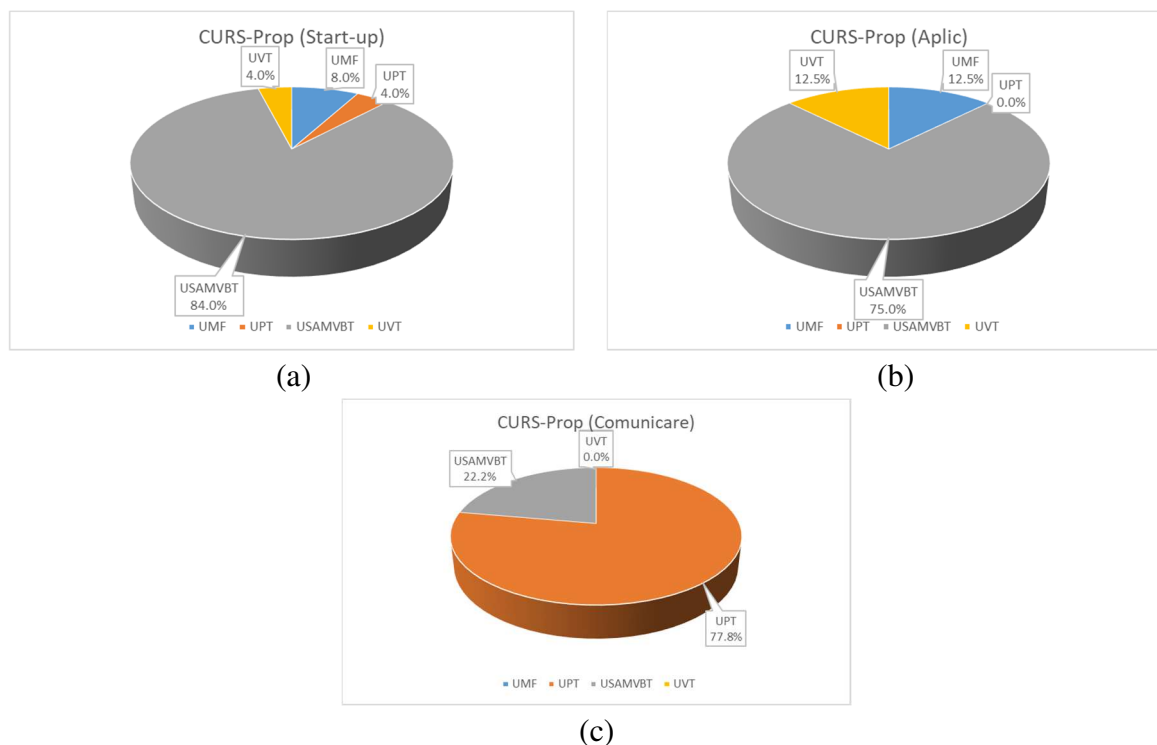 CURS-Prop (Start-up)
UVT
4.0%
UMF
8.0%
UPT
4.0%
USAMVBT
84.0%
UMF UPT USAMVBT UVT
(a)
CURS-Prop (Aplic)
UVT
12.5%
UMF
12.5%
UPT
0.0%
USAMVBT
75.0%
UMF UPT USAMVBT UVT
(b)
CURS-Prop (Comunicare)
UVT
0.0%
USAMVBT
22.2%
UPT
77.8%
UMF UPT USAMVBT UVT
(c)